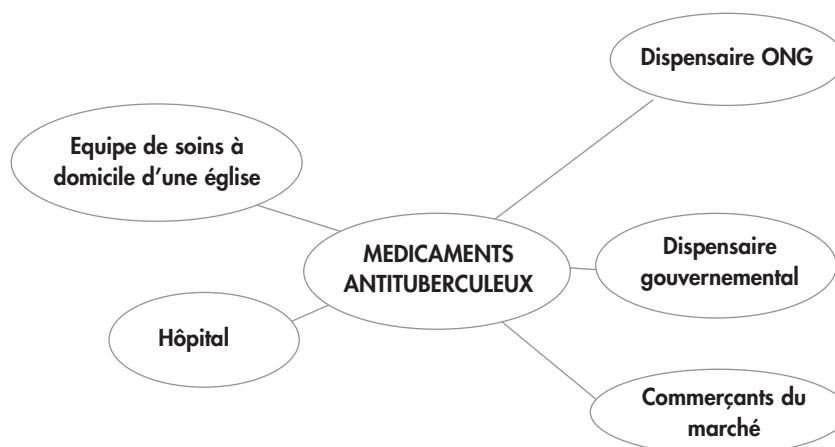 Dispensaire ONG
Equipe de soins à
domicile d'une église
MEDICAMENTS
ANTITUBERCULEUX
Dispensaire
gouvernemental
Hôpital
Commerçants du
marché